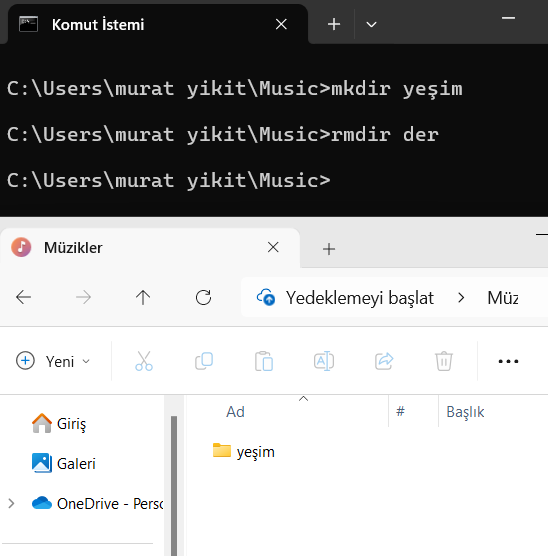 Komut İstemi
C:\Users\murat yikit\Music>mkdir yeşim
C:\Users\murat yikit\Music>rmdir der
C:\Users\murat yikit\Music>
Müzikler
Yedeklemeyi başlat > Müz
Yeni
Ad # Başlık
Giriş
yeşim
Galeri
OneDrive - Perso